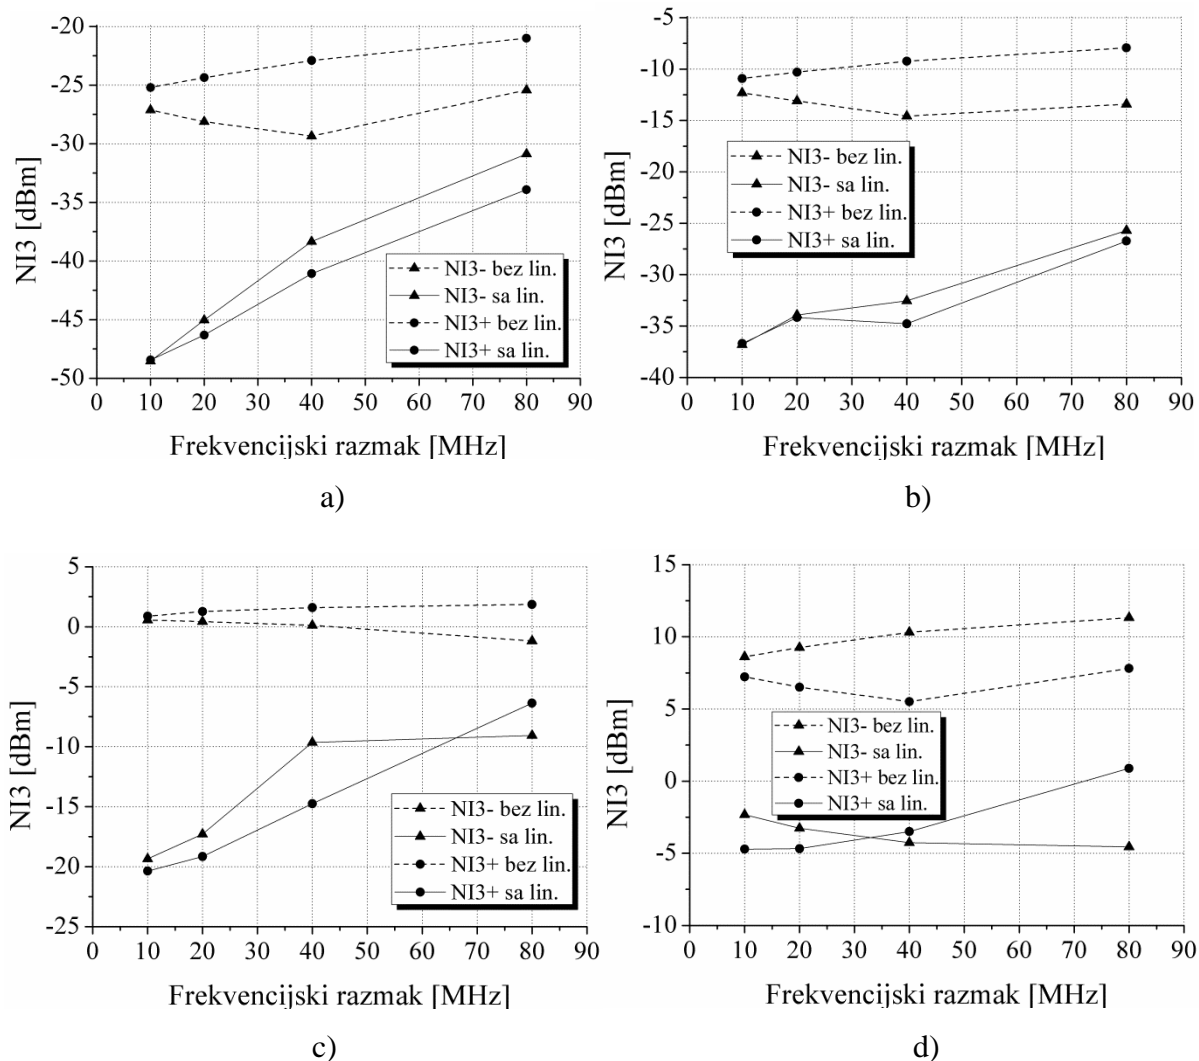 -20
-25
-30
-35
-40
-45
-50
NI3 [dBm]
NI3- bez lin.
NI3- sa lin.
NI3+ bez lin.
NI3+ sa lin.
0 10 20 30 40 50 60 70 80 90
Frekvencijski razmak [MHz]
a)
-5
-10
-15
-20
-25
-30
-35
-40
NI3 [dBm]
NI3- bez lin.
NI3- sa lin.
NI3+ bez lin.
NI3+ sa lin.
0 10 20 30 40 50 60 70 80 90
Frekvencijski razmak [MHz]
b)
5
0
-5
-10
-15
-20
-25
NI3 [dBm]
NI3- bez lin.
NI3- sa lin.
NI3+ bez lin.
NI3+ sa lin.
0 10 20 30 40 50 60 70 80 90
Frekvencijski razmak [MHz]
c)
15
10
5
0
-5
-10
NI3 [dBm]
NI3- bez lin.
NI3- sa lin.
NI3+ bez lin.
NI3+ sa lin.
0 10 20 30 40 50 60 70 80 90
Frekvencijski razmak [MHz]
d)